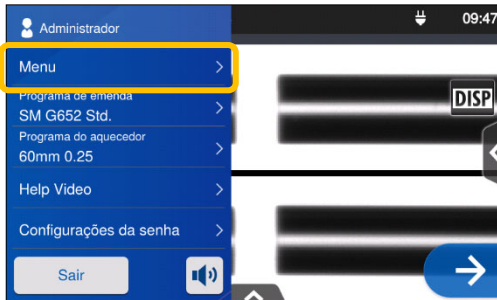 Administrador
09:47
Menu
Programa de emenda
SM G652 Std.
DISP
Programa do aquecedor
60mm 0.25
Help Video
Configurações da senha
Sair